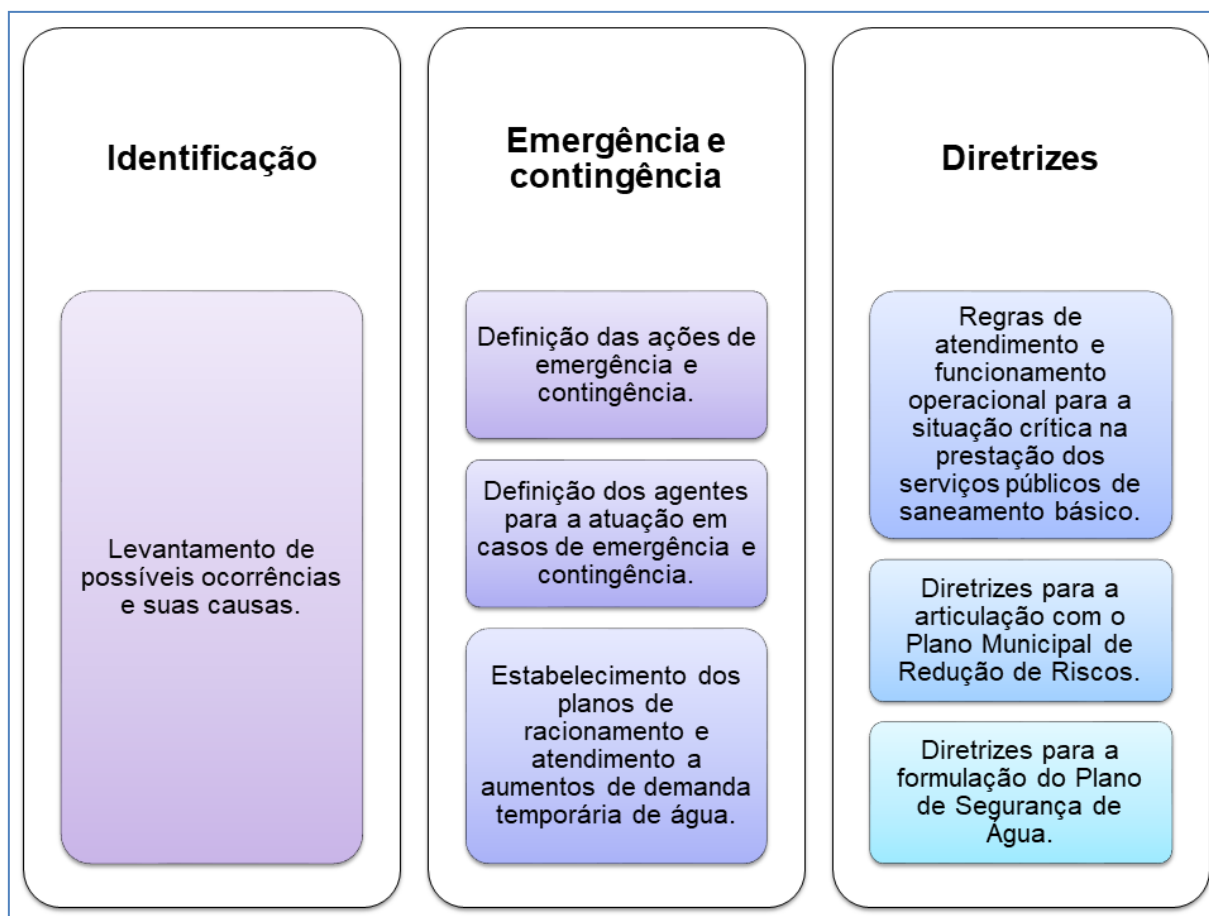 Identificação
Levantamento de
possíveis ocorrências
e suas causas.
Emergência e
contingência
Definição das ações de
emergência e
contingência.
Definição dos agentes
para a atuação em
casos de emergência e
contingência.
Estabelecimento dos
planos de
racionamento e
atendimento a
aumentos de demanda
temporária de água.
Diretrizes
Regras de
atendimento e
funcionamento
operacional para a
situação crítica na
prestação dos
serviços públicos de
saneamento básico.
Diretrizes para a
articulação com o
Plano Municipal de
Redução de Riscos.
Diretrizes para a
formulação do Plano
de Segurança de
Água.